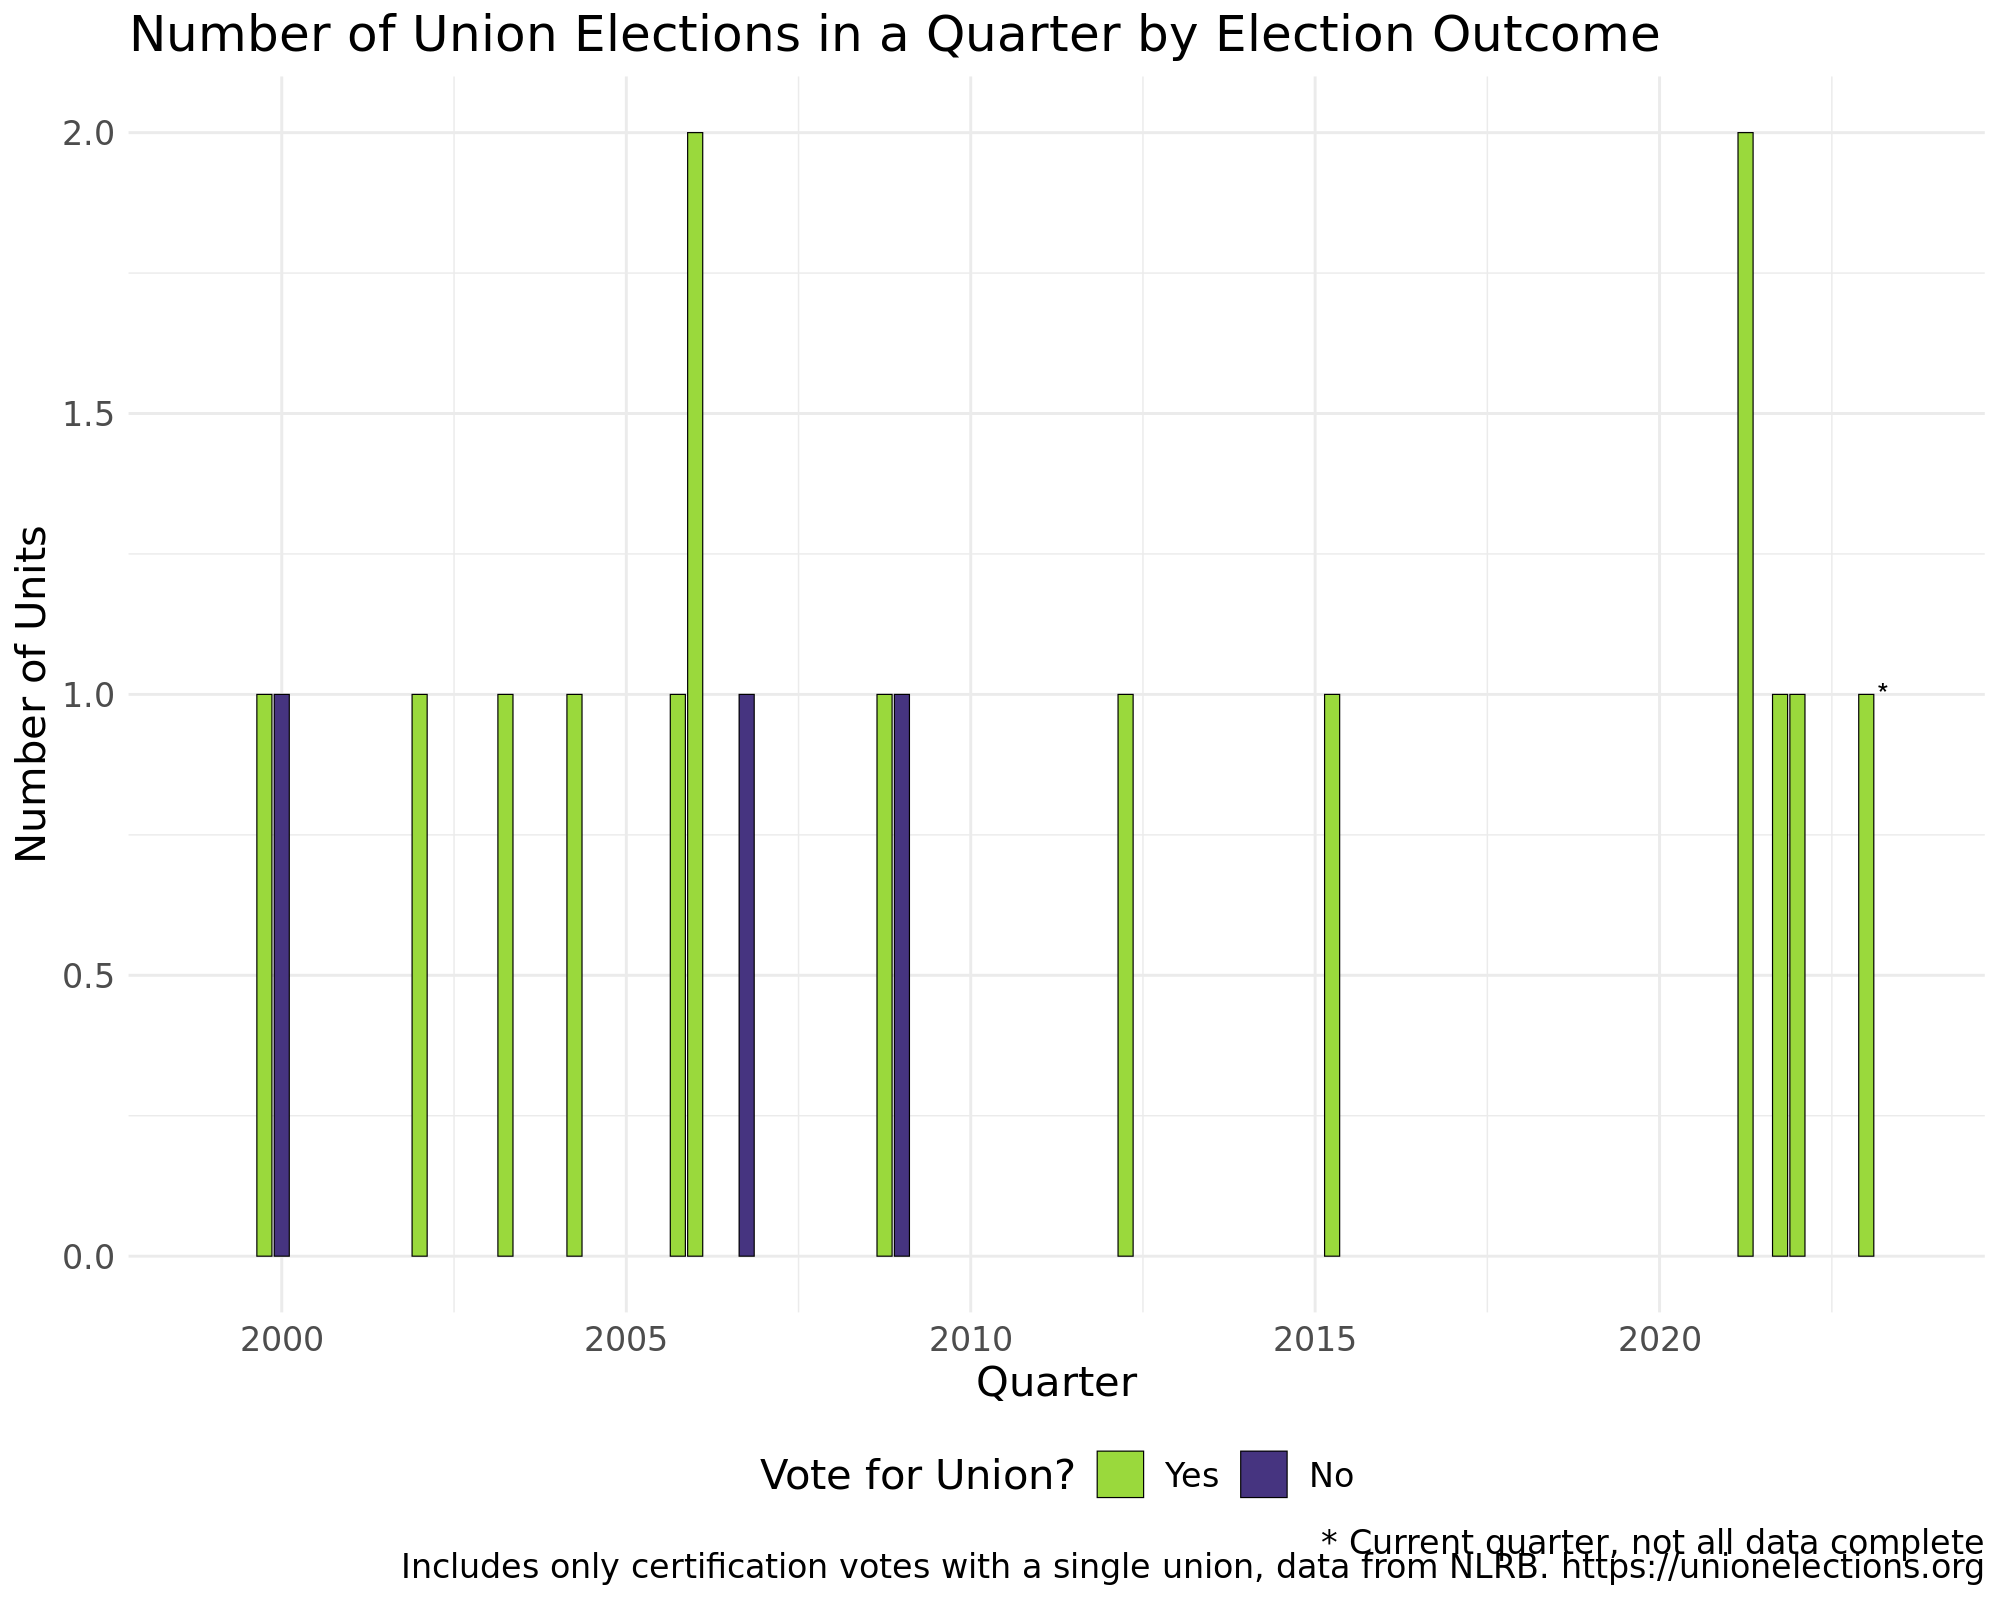 Number of Union Elections in a Quarter by Election Outcome
Number of Units
2.0
1.5
1.0
0.5
0.0
*
2000 2005 2010 2015 2020
Quarter
Vote for Union? Yes No
* Current quarter, not all data complete
Includes only certification votes with a single union, data from NLRB. https://unionelections.org